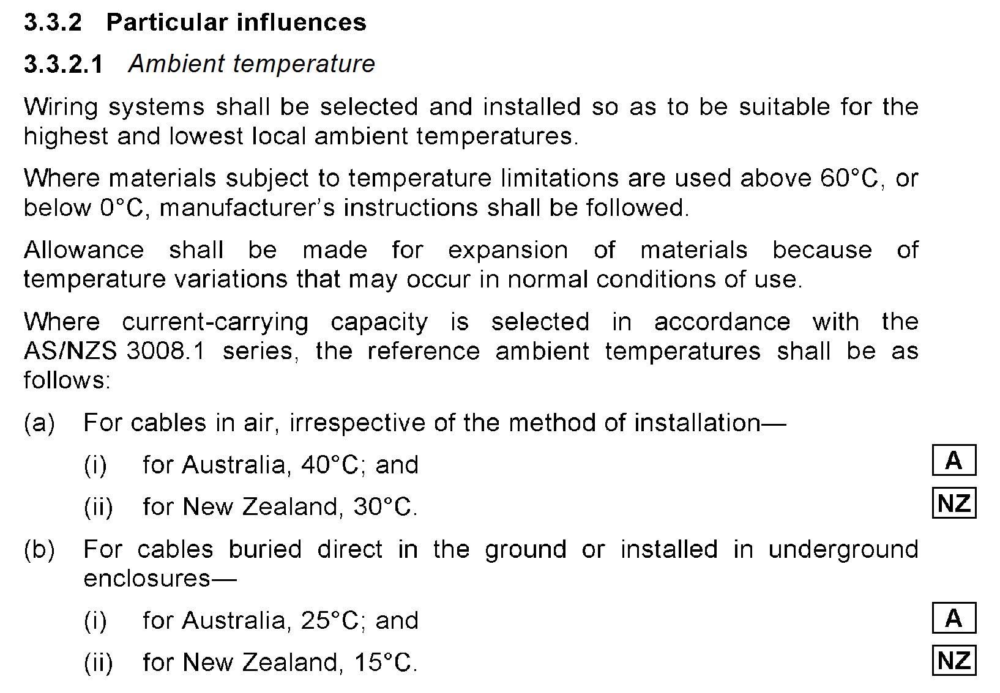 3.3.2 Particular influences
3.3.2.1 Ambient temperature
Wiring systems shall be selected and installed so as to be suitable for the
highest and lowest local ambient temperatures.
Where materials subject to temperature limitations are used above 60°C, or
below 0°C, manufacturer’s instructions shall be followed.
Allowance shall be made for expansion of materials because of
temperature variations that may occur in normal conditions of use.
Where current-carrying capacity is selected in accordance with the
AS/NZS 3008.1 series, the reference ambient temperatures shall be as
follows:
(a) For cables in air, irrespective of the method of installation—
(i) for Australia, 40°C; and A
(ii) for New Zealand, 30°C. NZ
(b) For cables buried direct in the ground or installed in underground
enclosures—
(i) for Australia, 25°C; and A
(ii) for New Zealand, 15°C. NZ